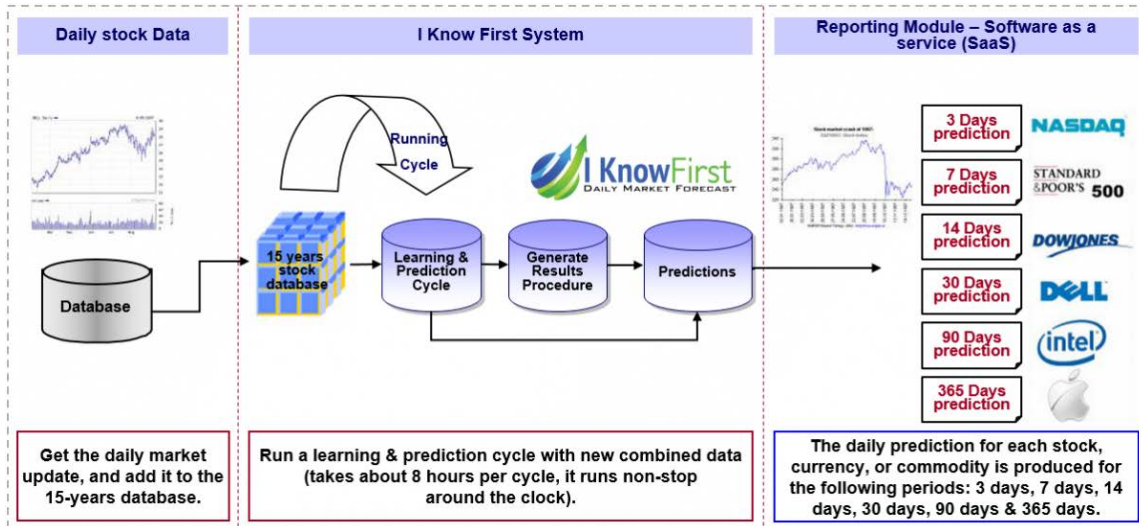 Daily stock Data
I Know First System
Reporting Module – Software as a
service (SaaS)
Running
Cycle
I KnowFirst
DAILY MARKET FORECAST
15 years
stock
database
Learning &
Prediction
Cycle
Generate
Results
Procedure
Predictions
Database
3 Days
prediction
NASDAQ
7 Days
prediction
STANDARD
&POOR'S 500
14 Days
prediction
DOWJONES
30 Days
prediction
DELL
90 Days
prediction
intel
365 Days
prediction
Get the daily market
update, and add it to the
15-years database.
Run a learning & prediction cycle with new combined data
(takes about 8 hours per cycle, it runs non-stop
around the clock).
The daily prediction for each stock,
currency, or commodity is produced for
the following periods: 3 days, 7 days, 14
days, 30 days, 90 days & 365 days.